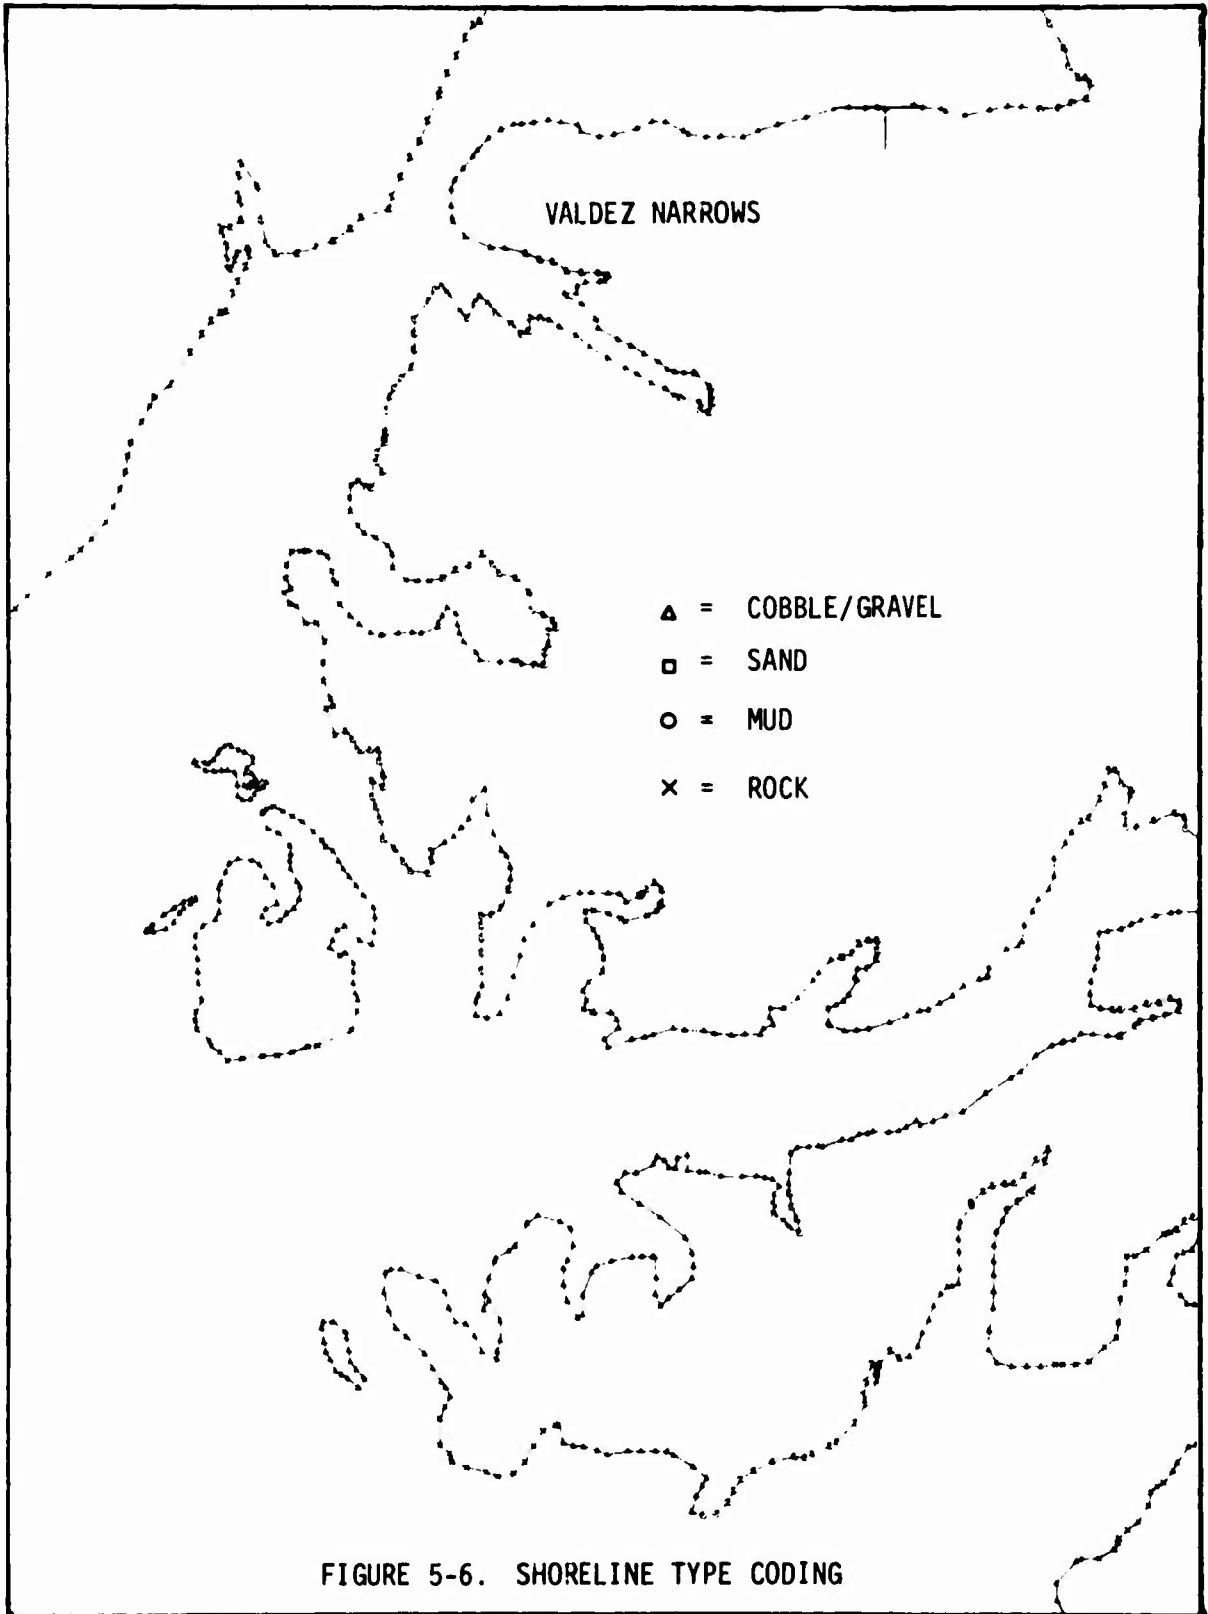 VALDEZ NARROWS
△ = COBBLE/GRAVEL
□ = SAND
○ = MUD
× = ROCK
FIGURE 5-6. SHORELINE TYPE CODING